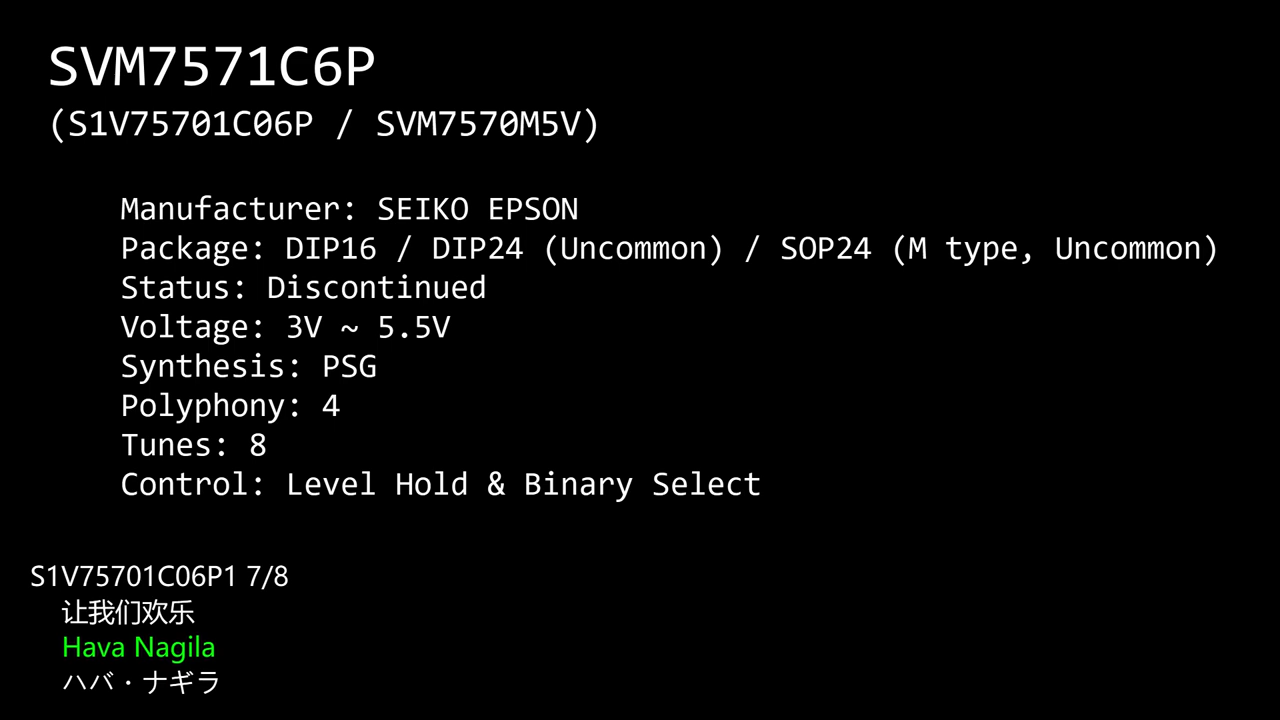 SVM7571C6P
(S1V75701C06P / SVM7570M5V)
Manufacturer: SEIKO EPSON
Package: DIP16 / DIP24 (Uncommon) / SOP24 (M type, Uncommon)
Status: Discontinued
Voltage: 3V ~ 5.5V
Synthesis: PSG
Polyphony: 4
Tunes: 8
Control: Level Hold & Binary Select
S1V75701C06P1 7/8
让我们欢乐
Hava Nagila
ハバ・ナギラ